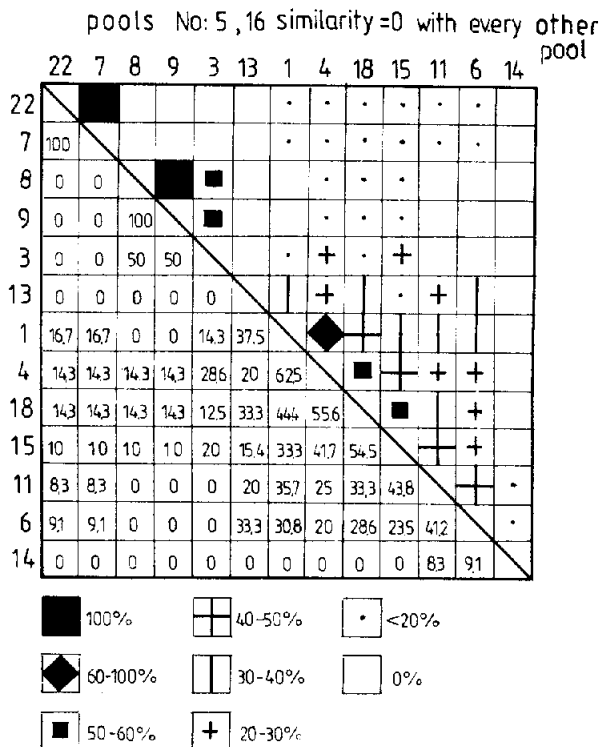 pools No: 5, 16 similarity = 0 with every other
pool
22 7 8 9 3 13 1 4 18 15 11 6 14
22
7 100
8 0 0
9 0 0 100
3 0 0 50 50
13 0 0 0 0 0
1 16,7 16,7 0 0 14,3 37,5
4 14,3 14,3 14,3 14,3 28,6 20 62,5
18 14,3 14,3 14,3 14,3 12,5 33,3 44,4 55,6
15 10 10 10 10 20 15,4 33,3 41,7 54,5
11 8,3 8,3 0 0 0 20 35,7 25 33,3 43,8
6 9,1 9,1 0 0 0 33,3 30,8 20 28,6 23,5 41,2
14 0 0 0 0 0 0 0 0 0 0 8,3 9,1
100% 40-50% <20%
60-100% 30-40% 0%
50-60% 20-30%